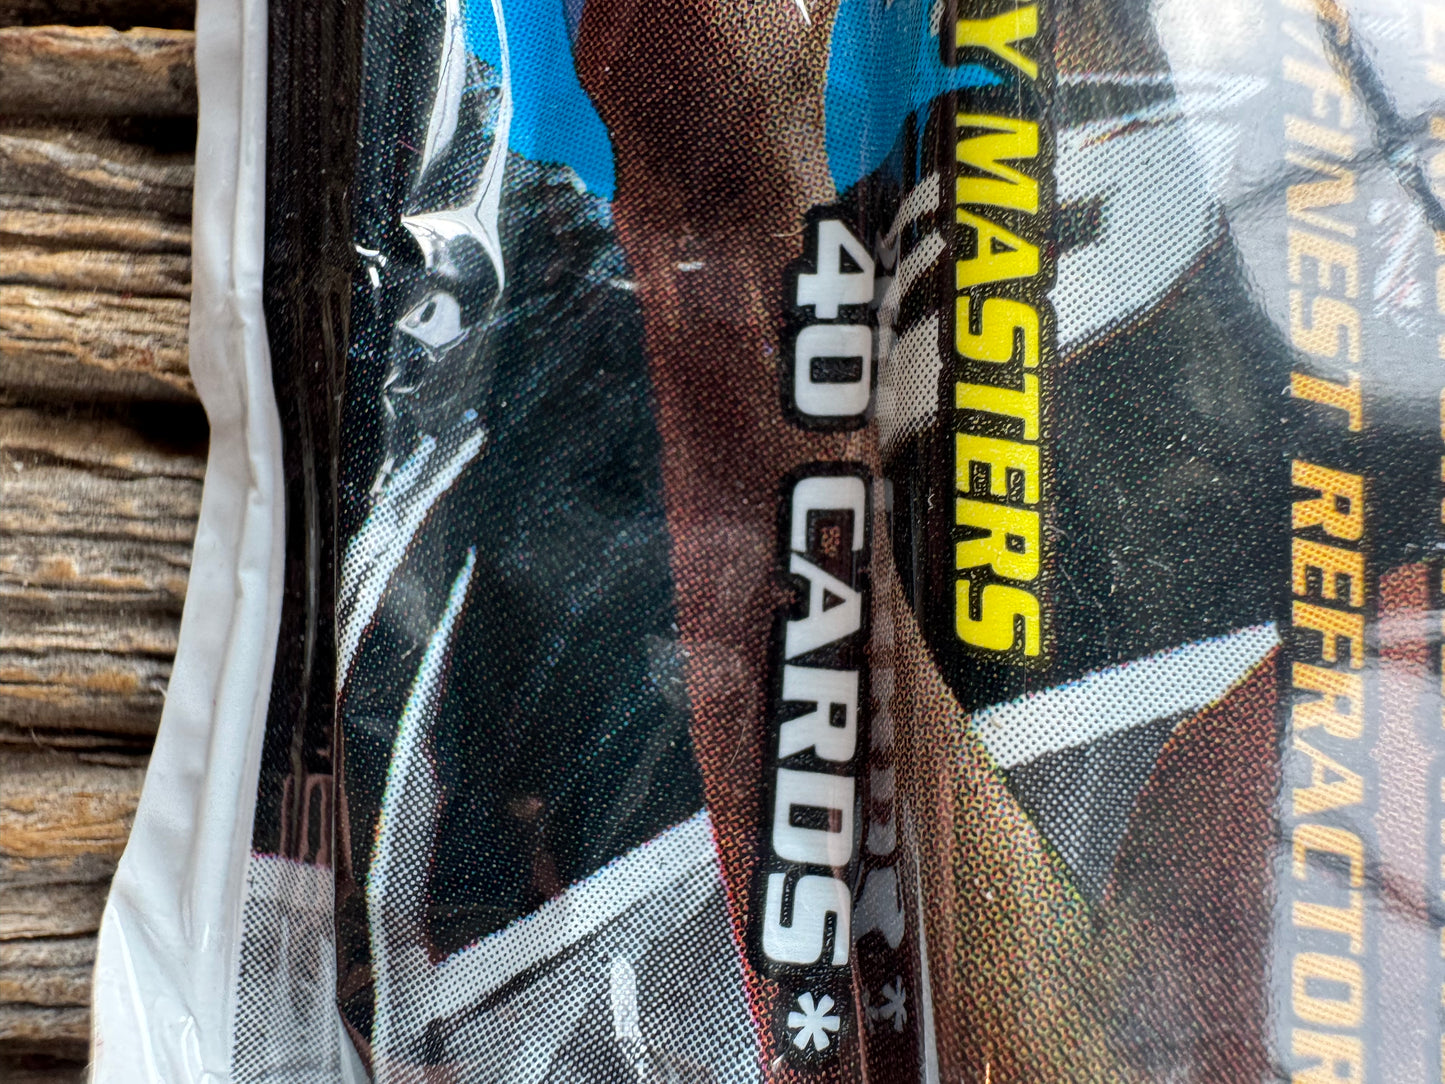 Y MASTERS
40 CARDS*
/FINEST REFRACTOR